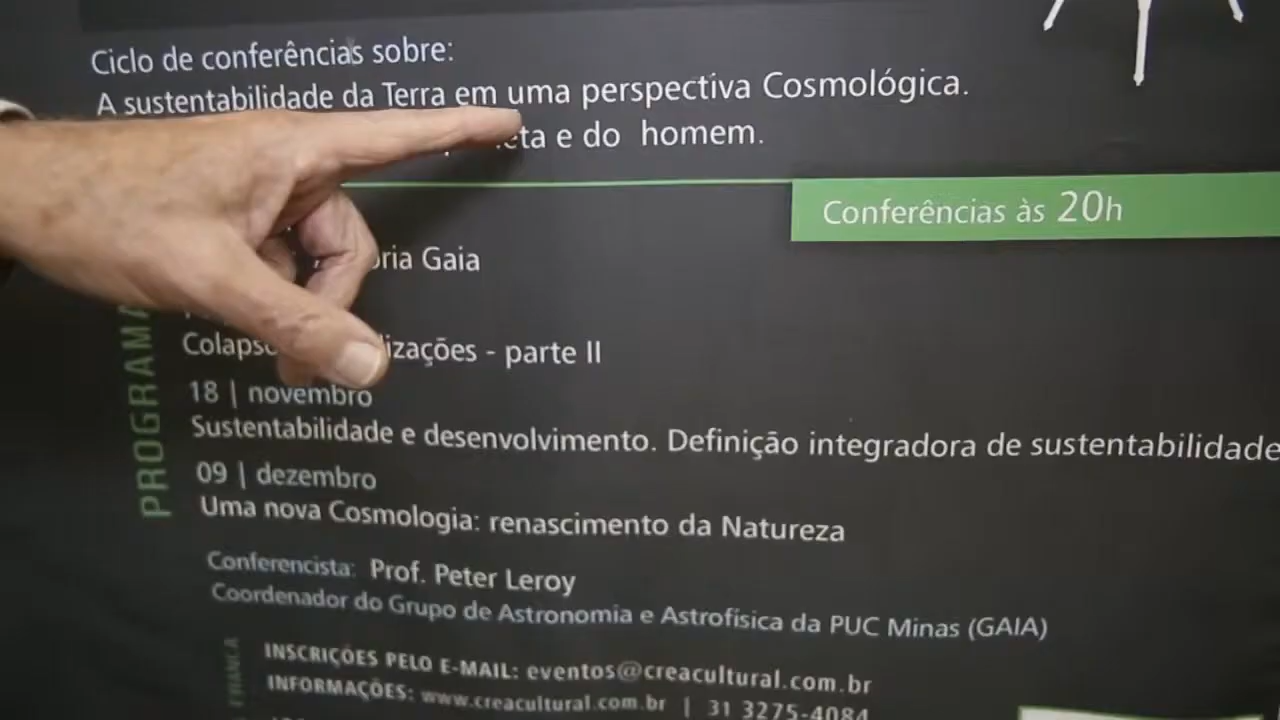 Ciclo de conferências sobre:
A sustentabilidade da Terra em uma perspectiva Cosmológica.
e do homem.
Conferências às 20h
Gaia
PROGRAMA
- parte II
18 | novembro
Sustentabilidade e desenvolvimento. Definição integradora de sustentabilidade
09 | dezembro
Uma nova Cosmologia: renascimento da Natureza
Conferencista: Prof. Peter Leroy
Coordenador do Grupo de Astronomia e Astrofísica da PUC Minas (GAIA)
INSCRIÇÕES PELO E-MAIL: eventos@creacultural.com.br
INFORMAÇÕES: www.creacultural.com.br | 31 3275-4084